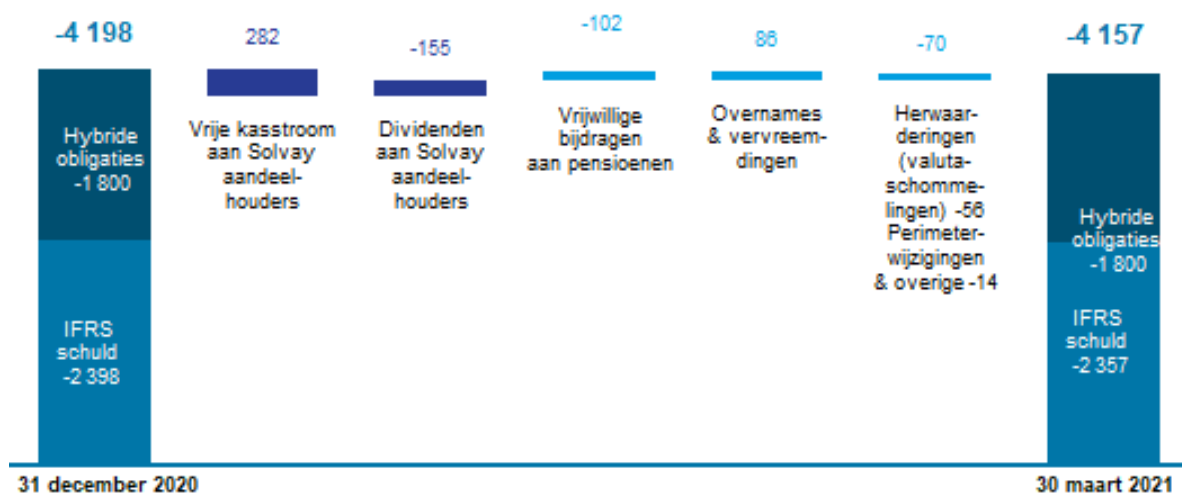 -4 198
282
-155
-102
86
-70
-4 157
Hybride
obligaties
-1 800
IFRS
schuld
-2 398
Vrije kasstroom
aan Solvay
aandeel-
houders
Dividenden
aan Solvay
aandeel-
houders
Vrijwillige
bijdragen
aan pensioenen
Overnames
& vervreem-
dingen
Herwaar-
deringen
(valuta-
schomme-
lingen) -56
Perimeter-
wijzigingen
& overige -14
Hybride
obligaties
-1 800
IFRS
schuld
-2 357
31 december 2020
30 maart 2021